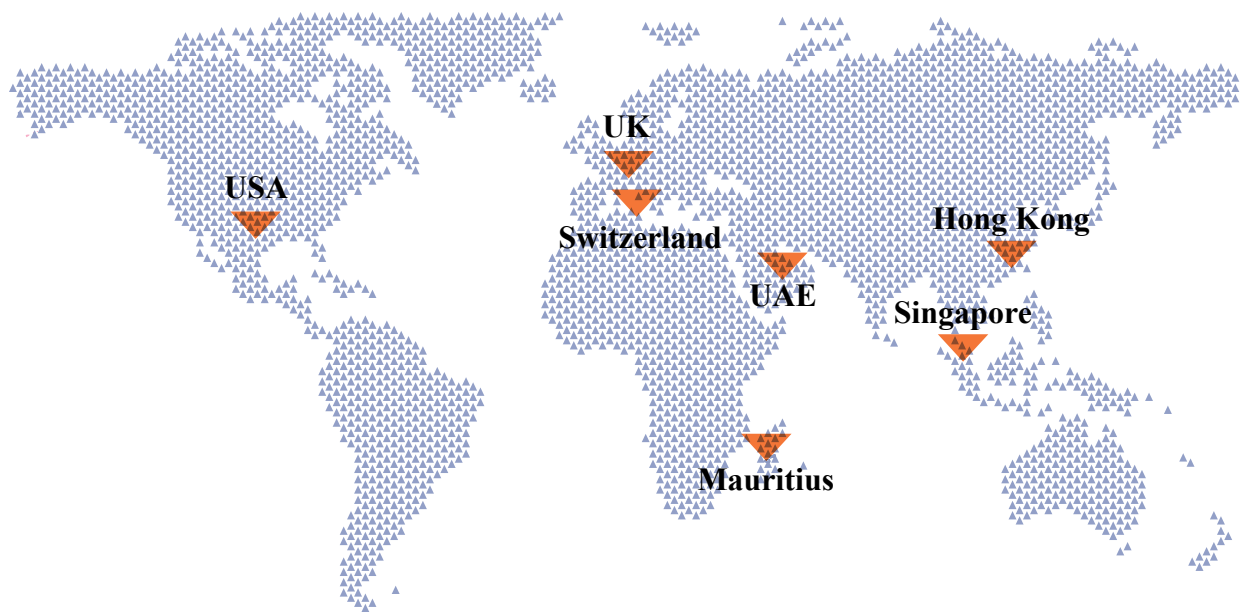 UK
USA
Hong Kong
Switzerland
UAE
Singapore
Mauritius